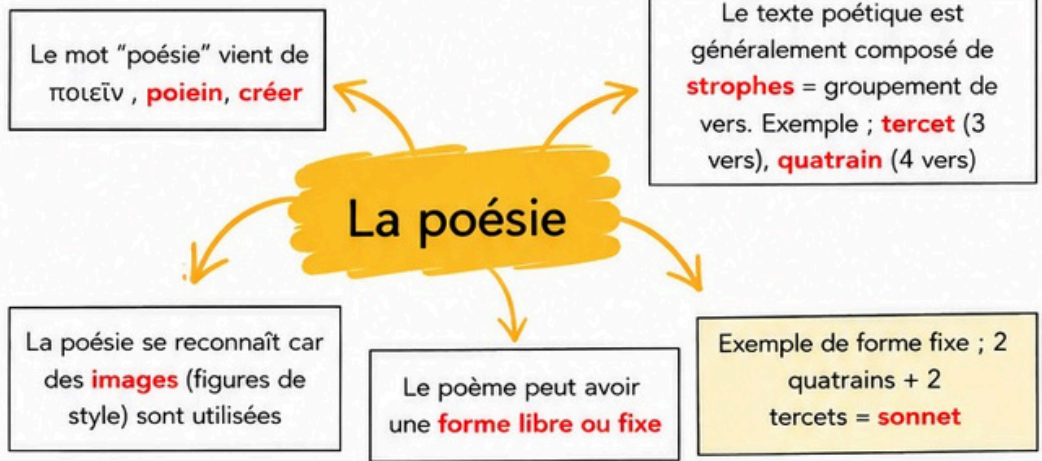 Le mot “poésie” vient de
ποιεῖν , poiein, créer
Le texte poétique est
généralement composé de
strophes = groupement de
vers. Exemple ; tercet (3
vers), quatrain (4 vers)
La poésie
La poésie se reconnaît car
des images (figures de
style) sont utilisées
Le poème peut avoir
une forme libre ou fixe
Exemple de forme fixe ; 2
quatrains + 2
tercets = sonnet